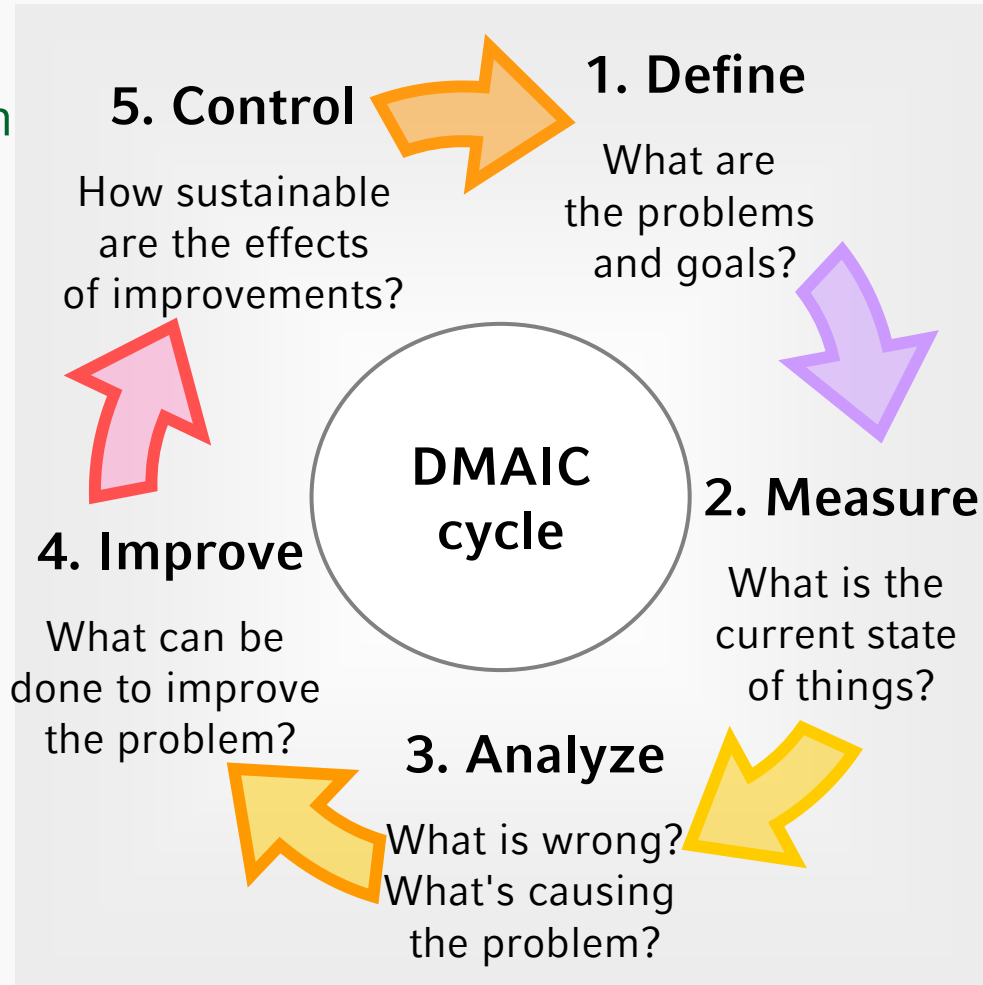 1. Define
What are
the problems
and goals?
2. Measure
What is the
current state
of things?
3. Analyze
What is wrong?
What's causing
the problem?
4. Improve
What can be
done to improve
the problem?
5. Control
How sustainable
are the effects
of improvements?
DMAIC
cycle